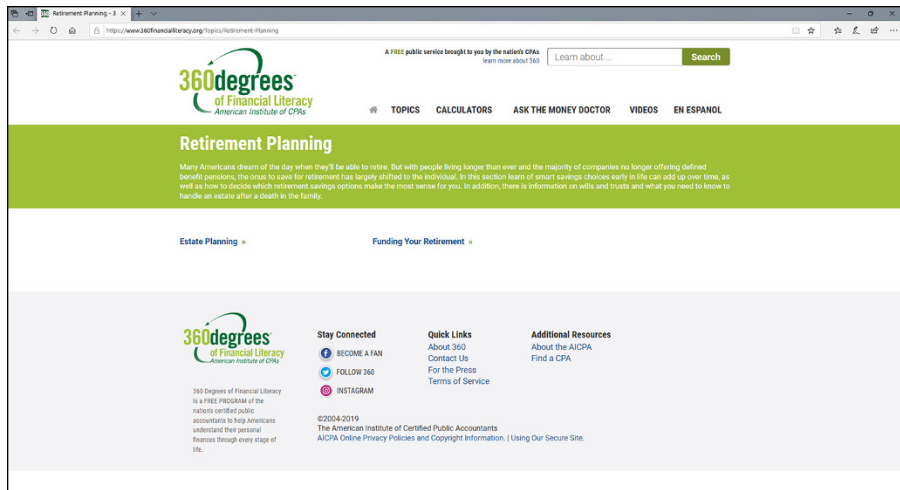 Retirement Planning - 3
https://www.360financialliteracy.org/Topics/Retirement-Planning
A FREE public service brought to you by the nation's CPAs
learn more about 360
Learn about ...
Search
360degrees
of Financial Literacy
American Institute of CPAs
TOPICS
CALCULATORS
ASK THE MONEY DOCTOR
VIDEOS
EN ESPANOL
Retirement Planning
Many Americans dream of the day when they'll be able to retire. But with people living longer than ever and the majority of companies no longer offering defined
benefit pensions, the onus to save for retirement has largely shifted to the individual. In this section learn of smart savings choices early in life can add up over time, as
well as how to decide which retirement savings options make the most sense for you. In addition, there is information on wills and trusts and what you need to know to
handle an estate after a death in the family.
Estate Planning »
Funding Your Retirement »
360degrees
of Financial Literacy
American Institute of CPAs
360 Degrees of Financial Literacy
is a FREE PROGRAM of the
nation's certified public
accountants to help Americans
understand their personal
finances through every stage of
life.
Stay Connected
BECOME A FAN
FOLLOW 360
INSTAGRAM
Quick Links
About 360
Contact Us
For the Press
Terms of Service
Additional Resources
About the AICPA
Find a CPA
©2004-2019
The American Institute of Certified Public Accountants
AICPA Online Privacy Policies and Copyright Information. | Using Our Secure Site.